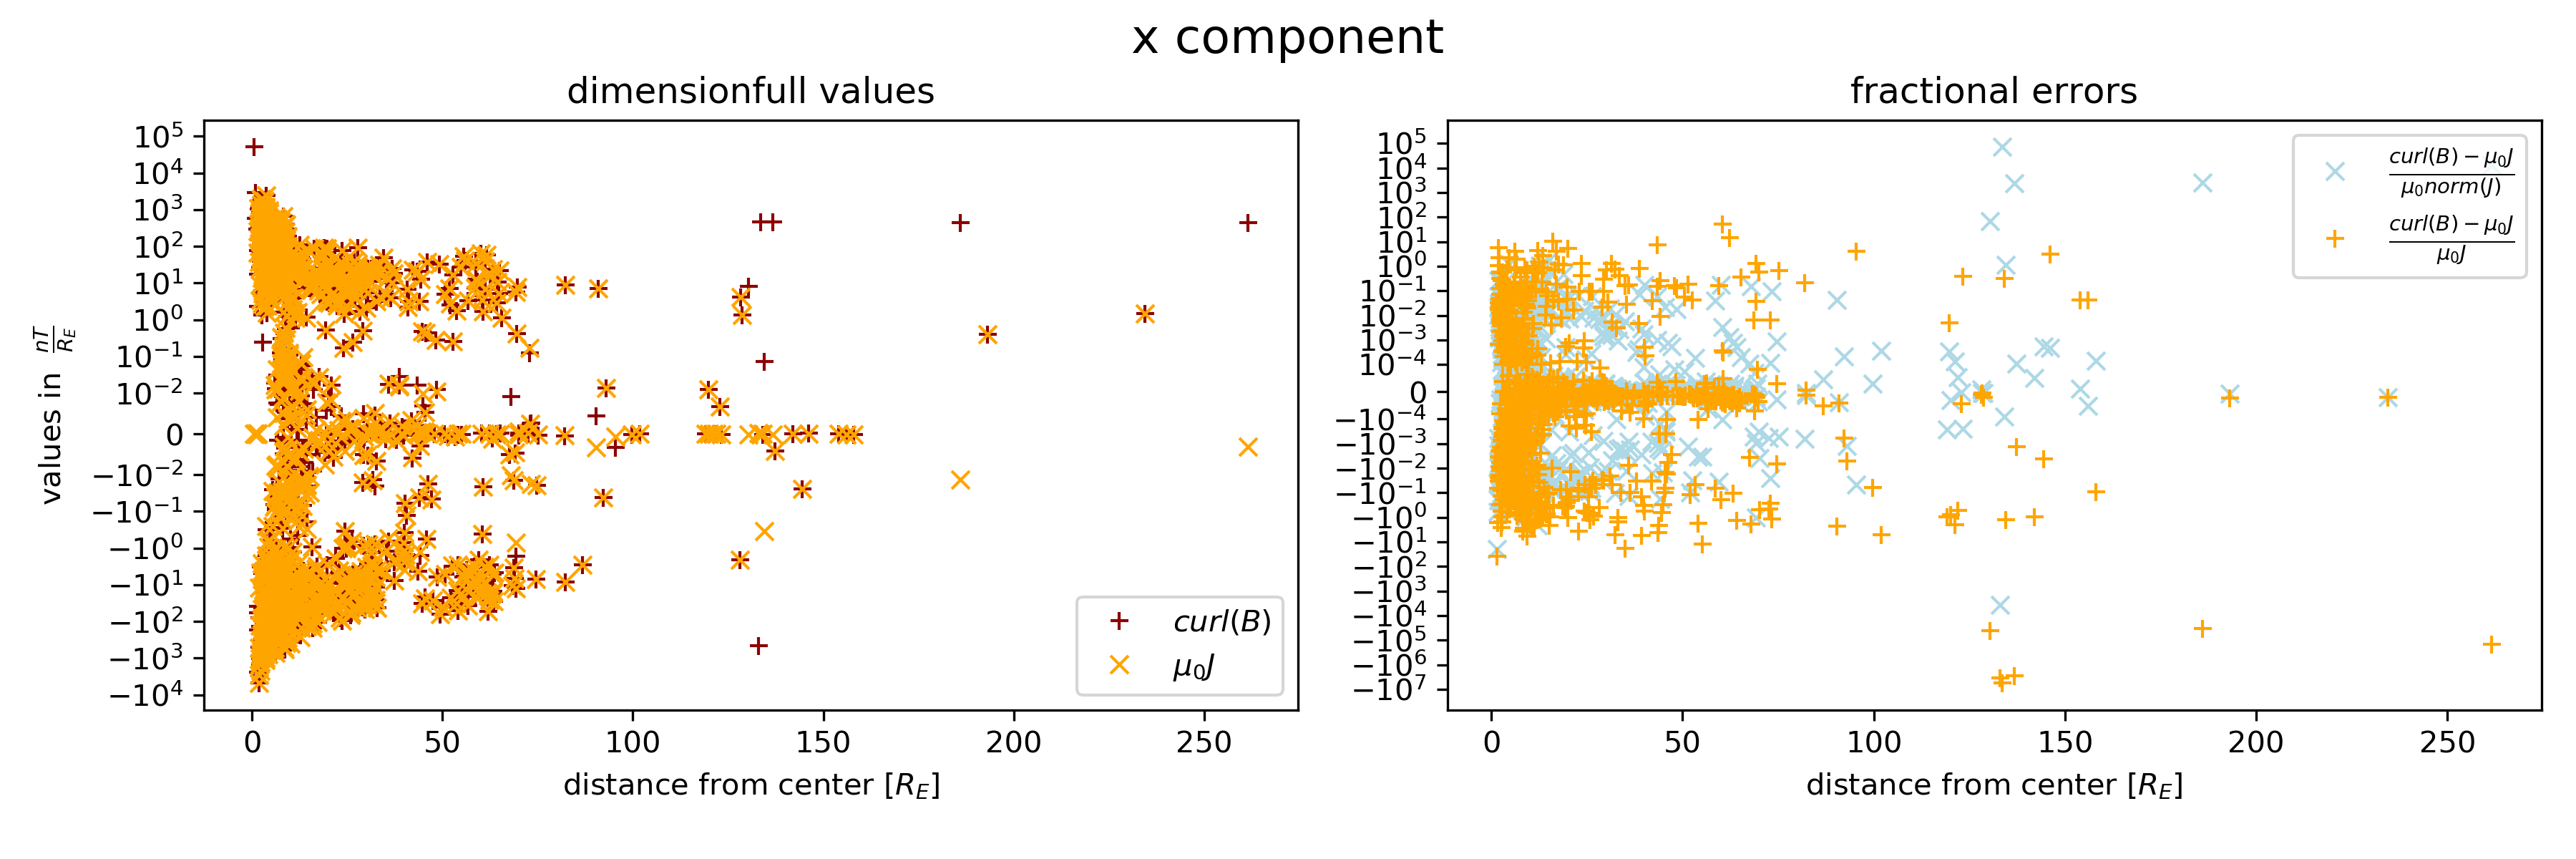 x component
dimensionfull values
values in nT/R_E
10^5
10^4
10^3
10^2
10^1
10^0
10^-1
10^-2
0
−10^-2
−10^-1
−10^0
−10^1
−10^2
−10^3
−10^4
0 50 100 150 200 250
distance from center [R_E]
curl(B)
μ_0J
fractional errors
10^5
10^4
10^3
10^2
10^1
10^0
10^-1
10^-2
10^-3
10^-4
0
−10^-4
−10^-3
−10^-2
−10^-1
−10^0
−10^1
−10^2
−10^3
−10^4
−10^5
−10^6
−10^7
0 50 100 150 200 250
distance from center [R_E]
curl(B) − μ_0J
μ_0norm(J)
curl(B) − μ_0J
μ_0J